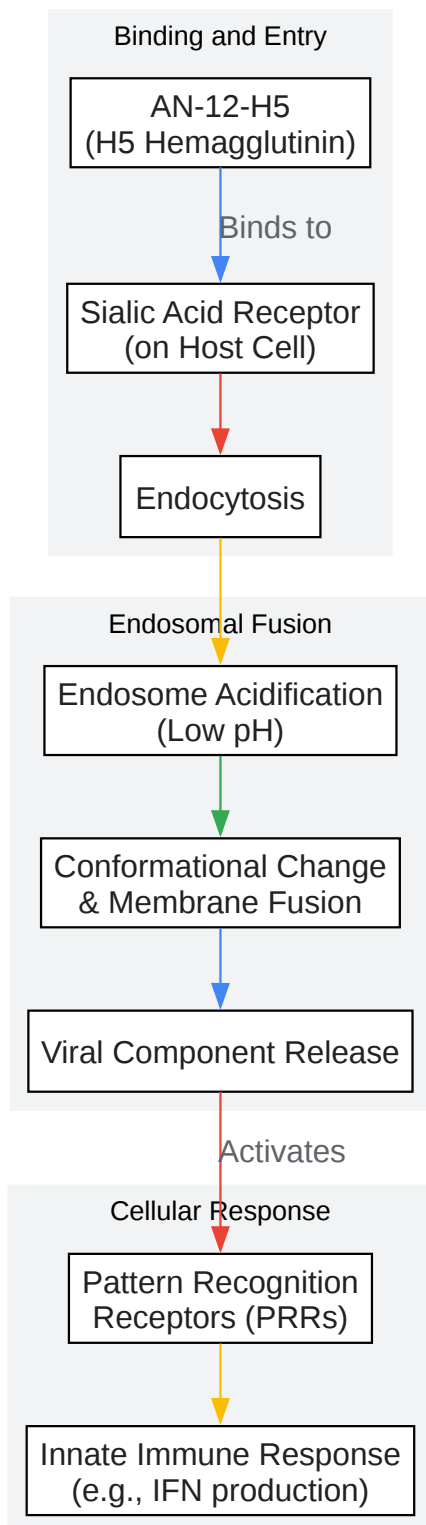 Binding and Entry
AN-12-H5
(H5 Hemagglutinin)
Binds to
Sialic Acid Receptor
(on Host Cell)
Endocytosis
Endosomal Fusion
Endosome Acidification
(Low pH)
Conformational Change
& Membrane Fusion
Viral Component Release
Activates
Cellular Response
Pattern Recognition
Receptors (PRRs)
Innate Immune Response
(e.g., IFN production)